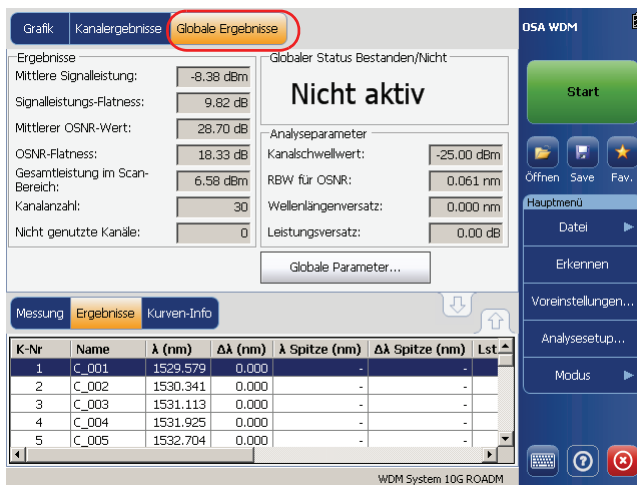 Grafik Kanalergebnisse Globale Ergebnisse
OSA WDM
Ergebnisse
Mittlere Signalleistung: -8.38 dBm
Signalleistungs-Flatness: 9.82 dB
Mittlerer OSNR-Wert: 28.70 dB
OSNR-Flatness: 18.33 dB
Gesamtleistung im Scan-
Bereich: 6.58 dBm
Kanalanzahl: 30
Nicht genutzte Kanäle: 0
Globaler Status Bestanden/Nicht
Nicht aktiv
Analyseparameter
Kanalschwellwert: -25.00 dBm
RBW für OSNR: 0.061 nm
Wellenlängenversatz: 0.000 nm
Leistungsversatz: 0.00 dB
Globale Parameter...
Messung Ergebnisse Kurven-Info
K-Nr Name λ (nm) Δλ (nm) λ Spitze (nm) Δλ Spitze (nm) Lst
1 C_001 1529.579 0.000 - -
2 C_002 1530.341 0.000 - -
3 C_003 1531.113 0.000 - -
4 C_004 1531.925 0.000 - -
5 C_005 1532.704 0.000 - -
WDM System 10G ROADM
Start
Öffnen Save Fav.
Hauptmenü
Datei
Erkennen
Voreinstellungen...
Analysesetup...
Modus